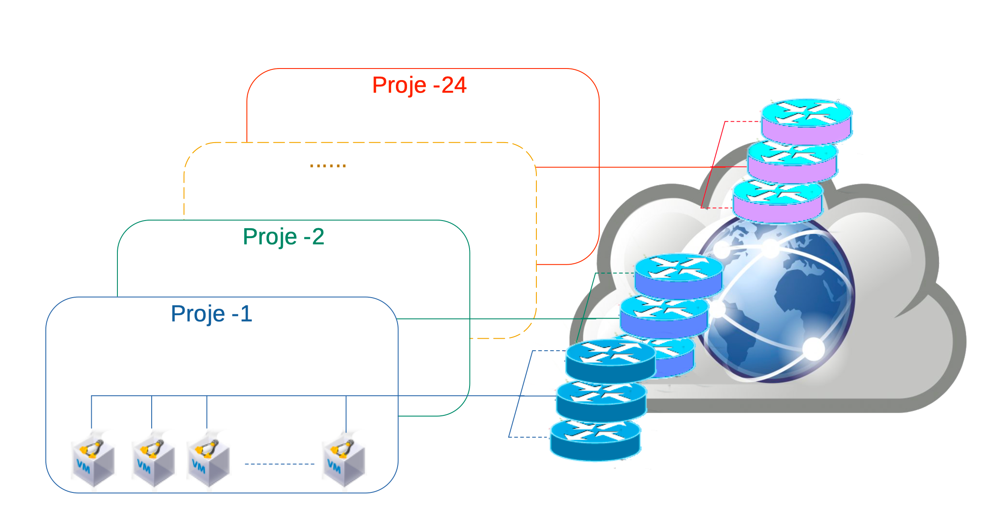 Proje -24
......
Proje -2
Proje -1
VM
VM
VM
VM